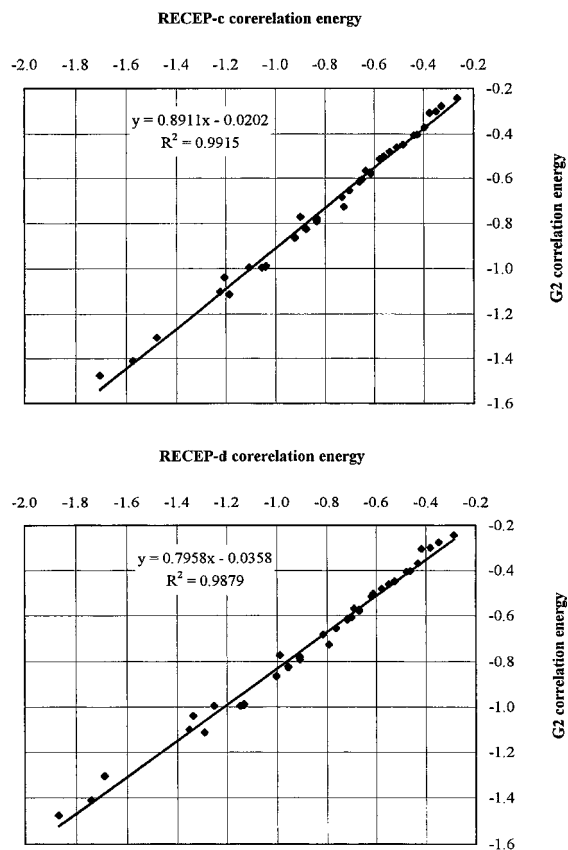 RECEP-c corerelation energy
-2.0 -1.8 -1.6 -1.4 -1.2 -1.0 -0.8 -0.6 -0.4 -0.2
-0.2
y = 0.8911x - 0.0202
R² = 0.9915
-0.4
-0.6
-0.8
-1.0
-1.2
-1.4
-1.6
G2 correlation energy
RECEP-d corerelation energy
-2.0 -1.8 -1.6 -1.4 -1.2 -1.0 -0.8 -0.6 -0.4 -0.2
-0.2
y = 0.7958x - 0.0358
R² = 0.9879
-0.4
-0.6
-0.8
-1.0
-1.2
-1.4
-1.6
G2 correlation energy